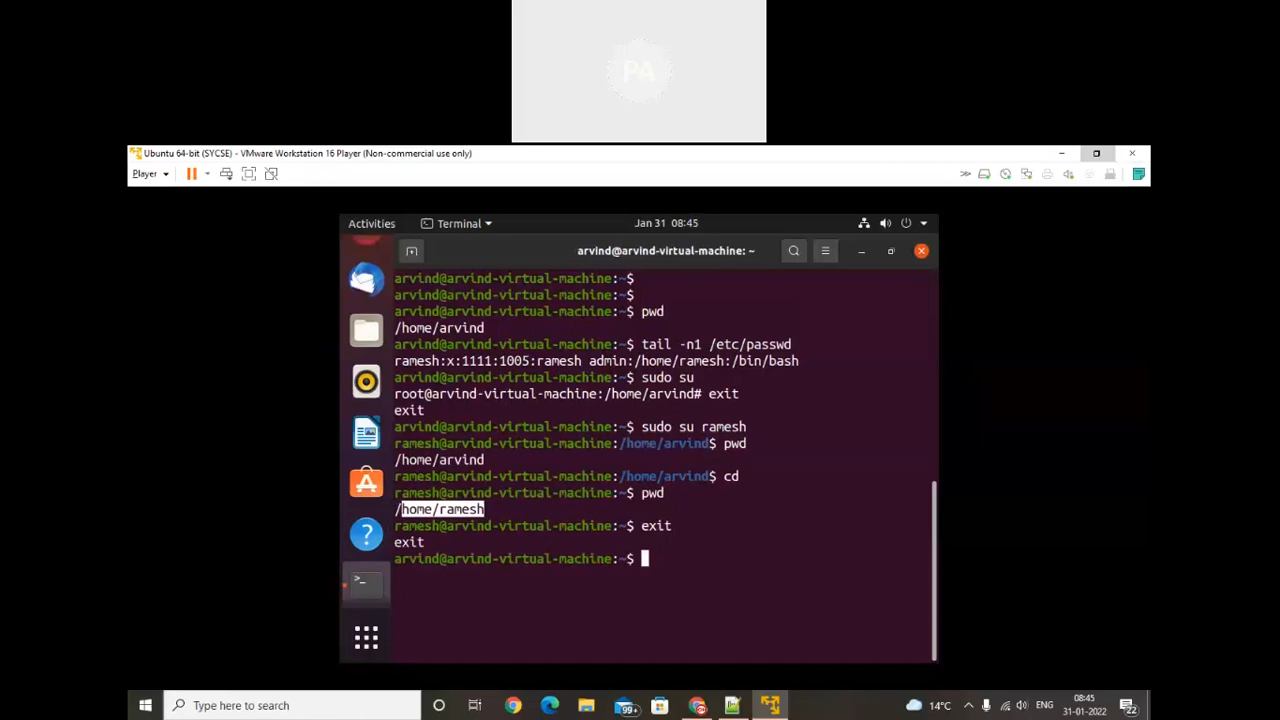 PA
Ubuntu 64-bit (SYCSE) - VMware Workstation 16 Player (Non-commercial use only)
Player
Activities
Terminal
Jan 31 08:45
arvind@arvind-virtual-machine: ~
arvind@arvind-virtual-machine:~$
arvind@arvind-virtual-machine:~$
arvind@arvind-virtual-machine:~$ pwd
/home/arvind
arvind@arvind-virtual-machine:~$ tail -n1 /etc/passwd
ramesh:x:1111:1005:ramesh admin:/home/ramesh:/bin/bash
arvind@arvind-virtual-machine:~$ sudo su
root@arvind-virtual-machine:/home/arvind# exit
exit
arvind@arvind-virtual-machine:~$ sudo su ramesh
ramesh@arvind-virtual-machine:/home/arvind$ pwd
/home/arvind
ramesh@arvind-virtual-machine:/home/arvind$ cd
ramesh@arvind-virtual-machine:~$ pwd
/home/ramesh
ramesh@arvind-virtual-machine:~$ exit
exit
arvind@arvind-virtual-machine:~$
Type here to search
99+
14°C
ENG
08:45
31-01-2022
22